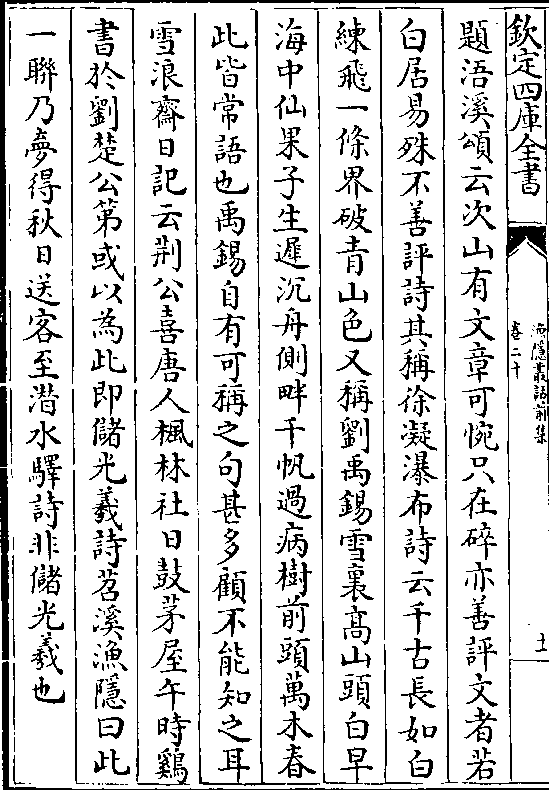 欽定四庫全書
漁隱叢話前集
卷二十
十一
題浯溪頌云次山有文章可惋只在碎亦善評文者若
白居易殊不善評詩其稱徐凝瀑布詩云千古長如白
練飛一條界破青山色又稱劉禹錫雪裏髙山頭白早
海中仙果子生遲沉舟側畔千帆過病樹前頭萬木春
此皆常語也禹錫自有可稱之句甚多顧不能知之耳
雪浪齋日記云荆公喜唐人楓林社日鼓茅屋午時鷄
書於劉楚公第或以為此即儲光羲詩苕溪漁隱曰此
一聯乃夢得秋日送客至潜水驛詩非儲光羲也